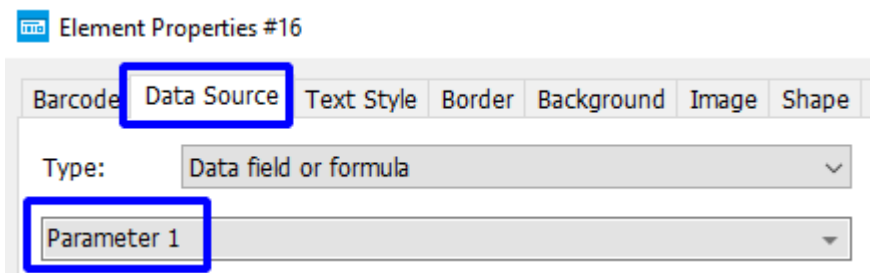 Element Properties #16
Barcode Data Source Text Style Border Background Image Shape
Type: Data field or formula
Parameter 1